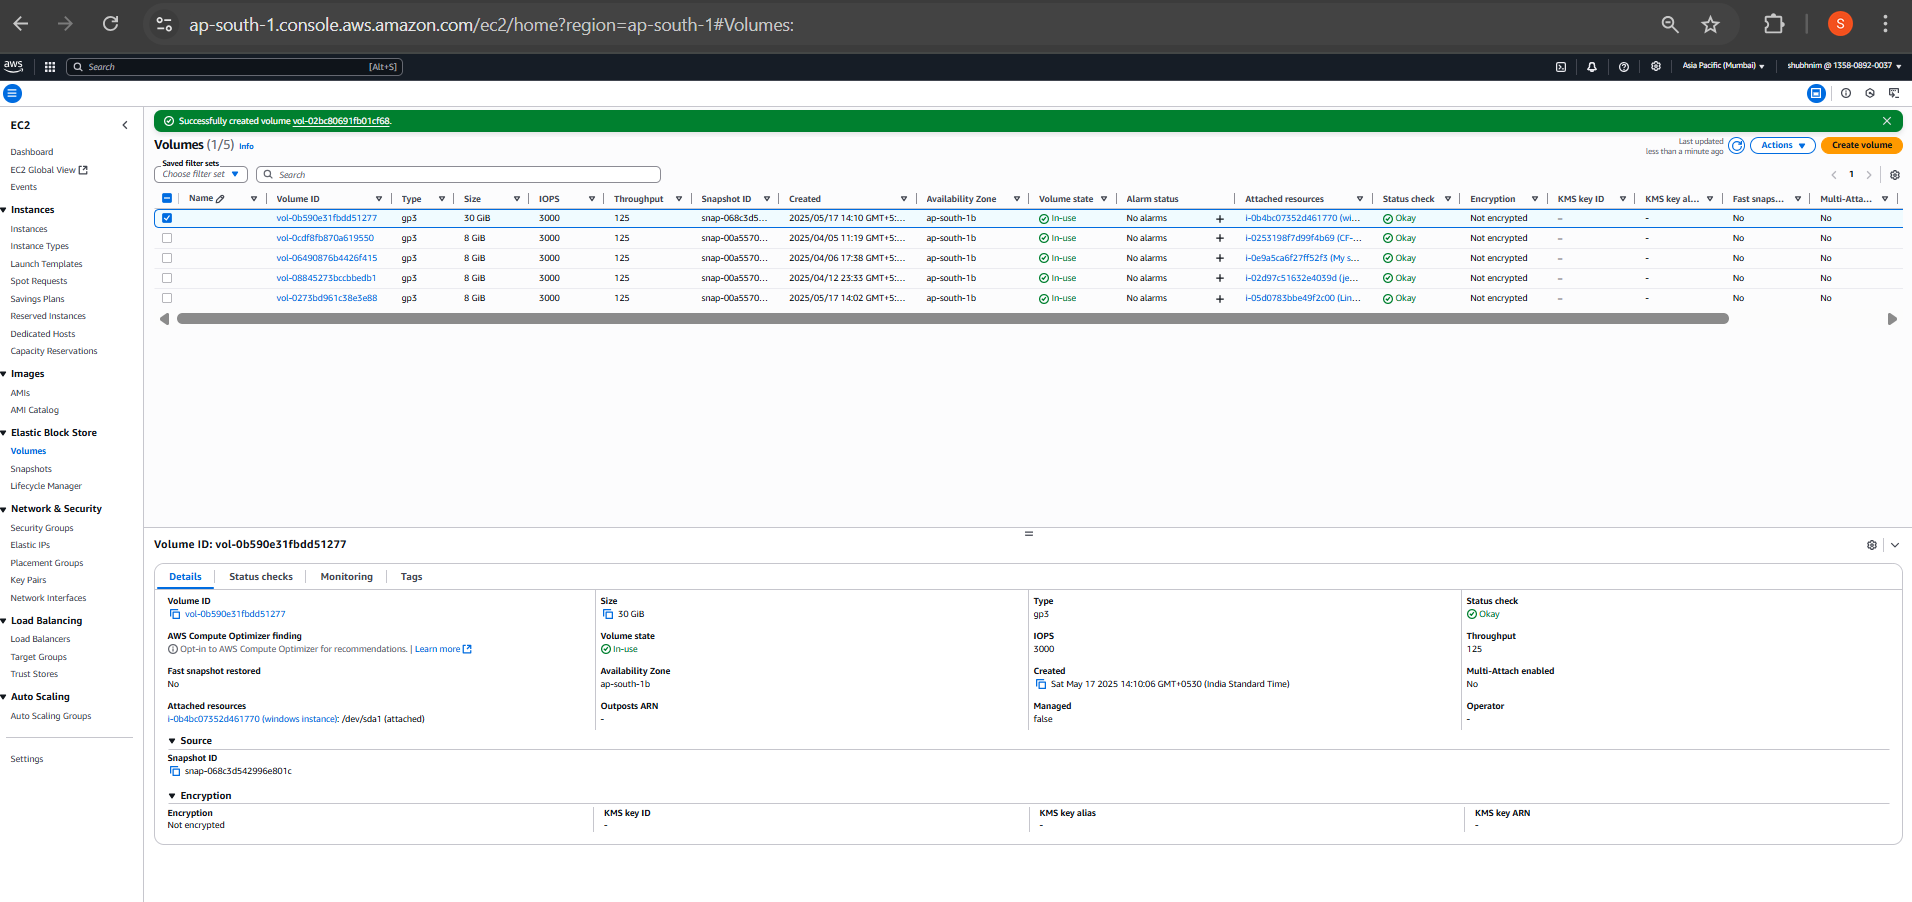 ap-south-1.console.aws.amazon.com/ec2/home?region=ap-south-1#Volumes:
S
aws
Search
[Alt+S]
Asia Pacific (Mumbai)
shubhnim @ 1358-0892-0037
EC2
Dashboard
EC2 Global View
Events
Instances
Instances
Instance Types
Launch Templates
Spot Requests
Savings Plans
Reserved Instances
Dedicated Hosts
Capacity Reservations
Images
AMIs
AMI Catalog
Elastic Block Store
Volumes
Snapshots
Lifecycle Manager
Network & Security
Security Groups
Elastic IPs
Placement Groups
Key Pairs
Network Interfaces
Load Balancing
Load Balancers
Target Groups
Trust Stores
Auto Scaling
Auto Scaling Groups
Settings
Successfully created volume vol-02bc80691fb01cf68.
Volumes (1/5) Info
Last updated
less than a minute ago
Actions
Create volume
Saved filter sets
Choose filter set
Search
1
Name Volume ID Type Size IOPS Throughput Snapshot ID Created Availability Zone Volume state Alarm status Attached resources Status check Encryption KMS key ID KMS key al... Fast snaps... Multi-Atta...
vol-0b590e31fbdd51277 gp3 30 GiB 3000 125 snap-068c3d5... 2025/05/17 14:10 GMT+5:... ap-south-1b In-use No alarms + i-0b4bc07352d461770 (wi... Okay Not encrypted – - No No
vol-0cdf8fb870a619550 gp3 8 GiB 3000 125 snap-00a5570... 2025/04/05 11:19 GMT+5:... ap-south-1b In-use No alarms + i-0253198f7d99f4b69 (CF-... Okay Not encrypted – - No No
vol-06490876b4426f415 gp3 8 GiB 3000 125 snap-00a5570... 2025/04/06 17:38 GMT+5:... ap-south-1b In-use No alarms + i-0e9a5ca6f27ff52f3 (My s... Okay Not encrypted – - No No
vol-08845273bccbbedb1 gp3 8 GiB 3000 125 snap-00a5570... 2025/04/12 23:33 GMT+5:... ap-south-1b In-use No alarms + i-02d97c51632e4039d (je... Okay Not encrypted – - No No
vol-0273bd961c38e3e88 gp3 8 GiB 3000 125 snap-00a5570... 2025/05/17 14:02 GMT+5:... ap-south-1b In-use No alarms + i-05d0783bbe49f2c00 (Lin... Okay Not encrypted – - No No
Volume ID: vol-0b590e31fbdd51277
Details Status checks Monitoring Tags
Volume ID
vol-0b590e31fbdd51277
Size
30 GiB
Type
gp3
Status check
Okay
AWS Compute Optimizer finding
Opt-in to AWS Compute Optimizer for recommendations. | Learn more
Volume state
In-use
IOPS
3000
Throughput
125
Fast snapshot restored
No
Availability Zone
ap-south-1b
Created
Sat May 17 2025 14:10:06 GMT+0530 (India Standard Time)
Multi-Attach enabled
No
Attached resources
i-0b4bc07352d461770 (windows instance): /dev/sda1 (attached)
Outposts ARN
-
Managed
false
Operator
-
Source
Snapshot ID
snap-068c3d542996e801c
Encryption
Encryption
Not encrypted
KMS key ID
-
KMS key alias
-
KMS key ARN
-